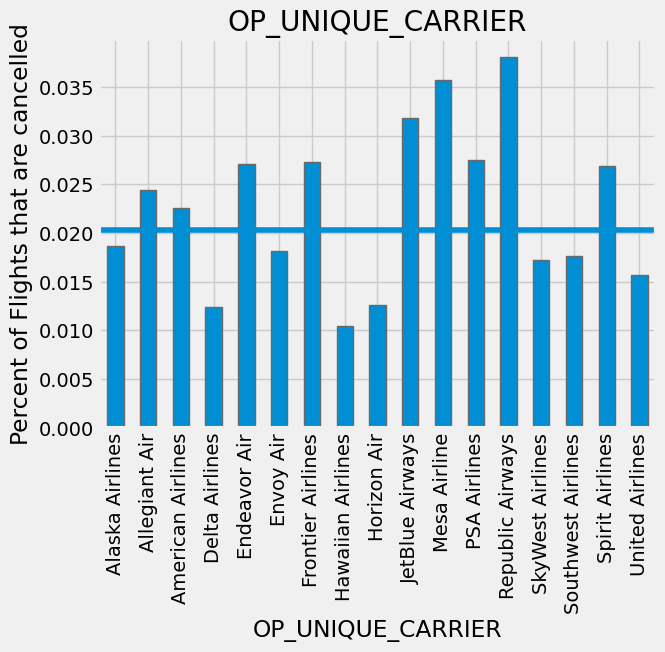 OP_UNIQUE_CARRIER
Percent of Flights that are cancelled
0.035
0.030
0.025
0.020
0.015
0.010
0.005
0.000
Alaska Airlines
Allegiant Air
American Airlines
Delta Airlines
Endeavor Air
Envoy Air
Frontier Airlines
Hawaiian Airlines
Horizon Air
JetBlue Airways
Mesa Airline
PSA Airlines
Republic Airways
SkyWest Airlines
Southwest Airlines
Spirit Airlines
United Airlines
OP_UNIQUE_CARRIER